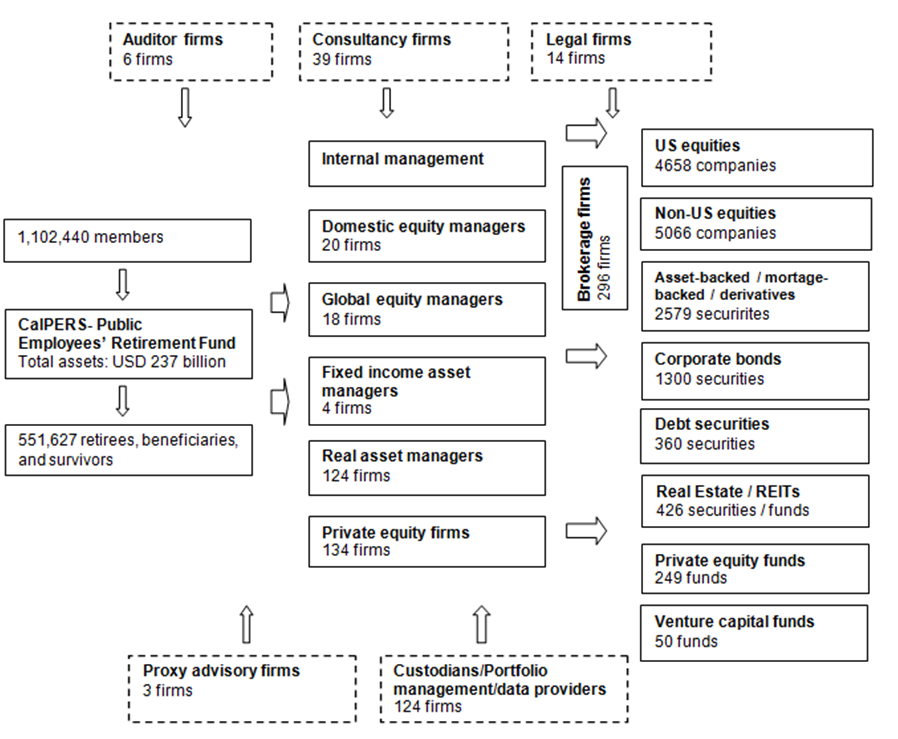 Auditor firms
6 firms
Consultancy firms
39 firms
Legal firms
14 firms
1,102,440 members
CalPERS- Public
Employees’ Retirement Fund
Total assets: USD 237 billion
551,627 retirees, beneficiaries,
and survivors
Internal management
Domestic equity managers
20 firms
Global equity managers
18 firms
Fixed income asset
managers
4 firms
Real asset managers
124 firms
Private equity firms
134 firms
Brokerage firms
296 firms
US equities
4658 companies
Non-US equities
5066 companies
Asset-backed / mortage-
backed / derivatives
2579 securirites
Corporate bonds
1300 securities
Debt securities
360 securities
Real Estate / REITs
426 securities / funds
Private equity funds
249 funds
Venture capital funds
50 funds
Proxy advisory firms
3 firms
Custodians/Portfolio
management/data providers
124 firms